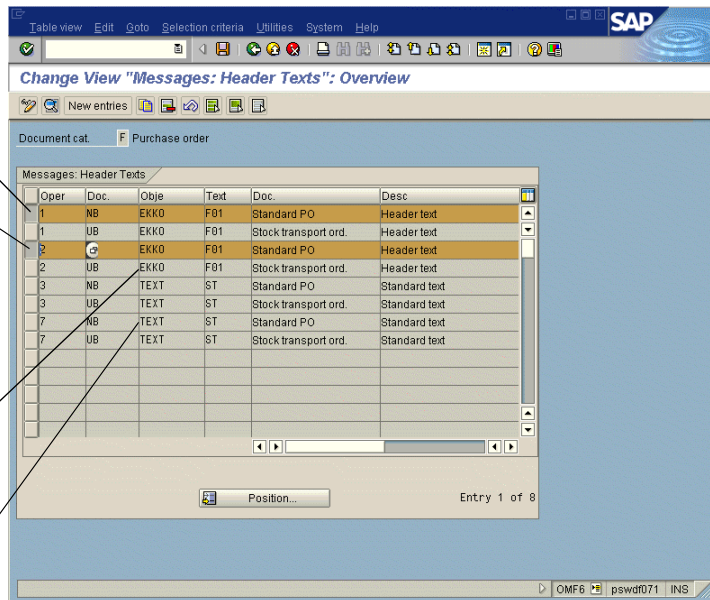 Table view Edit Goto Selection criteria Utilities System Help
SAP
Change View "Messages: Header Texts": Overview
New entries
Document cat. F Purchase order
Messages: Header Texts
Oper Doc. Obje Text Doc. Desc
1 NB EKKO F01 Standard PO Header text
1 UB EKKO F01 Stock transport ord. Header text
2 EKKO F01 Standard PO Header text
2 UB EKKO F01 Stock transport ord. Header text
3 NB TEXT ST Standard PO Standard text
3 UB TEXT ST Stock transport ord. Standard text
7 NB TEXT ST Standard PO Standard text
7 UB TEXT ST Stock transport ord. Standard text
Position... Entry 1 of 8
OMF6 pswdf071 INS